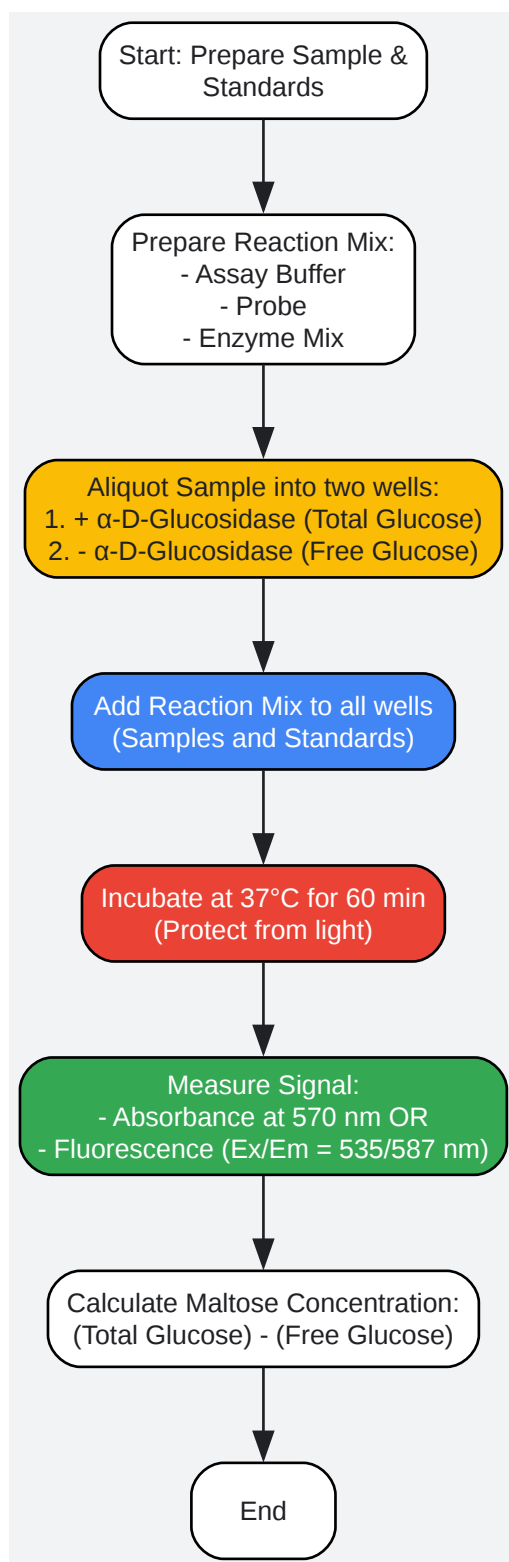 Start: Prepare Sample &
Standards
Prepare Reaction Mix:
- Assay Buffer
- Probe
- Enzyme Mix
Aliquot Sample into two wells:
1. + α-D-Glucosidase (Total Glucose)
2. - α-D-Glucosidase (Free Glucose)
Add Reaction Mix to all wells
(Samples and Standards)
Incubate at 37°C for 60 min
(Protect from light)
Measure Signal:
- Absorbance at 570 nm OR
- Fluorescence (Ex/Em = 535/587 nm)
Calculate Maltose Concentration:
(Total Glucose) - (Free Glucose)
End